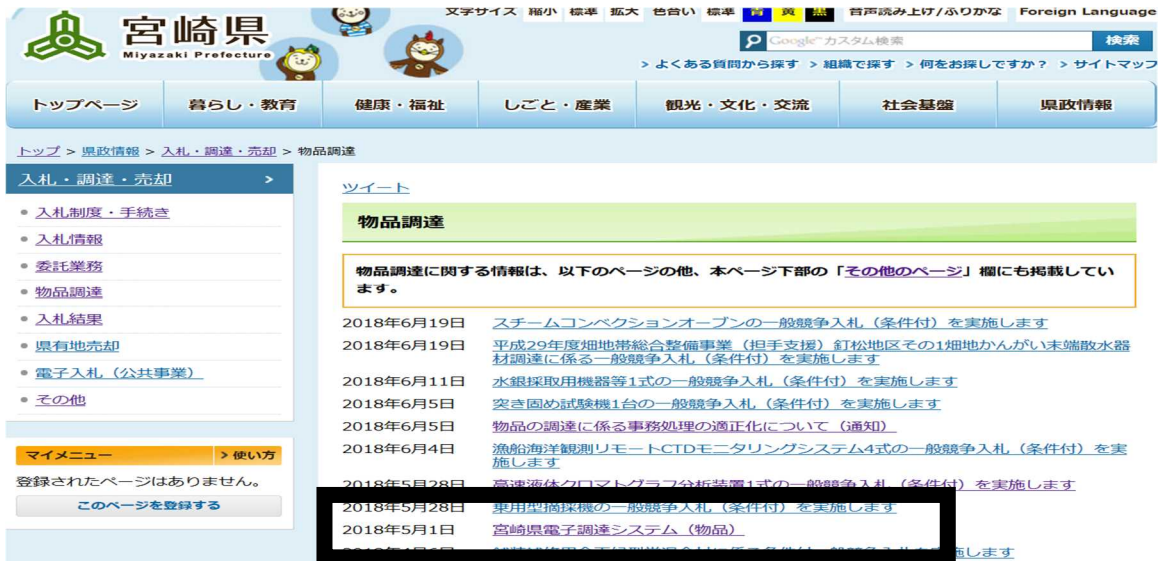 文字サイズ 縮小 標準 拡大 色合い 標準 青 黄 黒 音声読み上げ/ふりがな Foreign Language
宮崎県
Miyazaki Prefecture
Google カスタム検索 検索
> よくある質問から探す > 組織で探す > 何をお探しですか? > サイトマップ
トップページ 暮らし・教育 健康・福祉 しごと・産業 観光・文化・交流 社会基盤 県政情報
トップ > 県政情報 > 入札・調達・売却 > 物品調達
入札・調達・売却 >
入札制度・手続き
入札情報
委託業務
物品調達
入札結果
県有地売却
電子入札（公共事業）
その他
マイメニュー > 使い方
登録されたページはありません。
このページを登録する
ツイート
物品調達
物品調達に関する情報は、以下のページの他、本ページ下部の「その他のページ」欄にも掲載してい
ます。
2018年6月19日 スチームコンベクションオーブンの一般競争入札（条件付）を実施します
2018年6月19日 平成29年度畑地帯総合整備事業（担手支援）釘松地区その1畑地かんがい末端散水器
材調達に係る一般競争入札（条件付）を実施します
2018年6月11日 水銀採取用機器等1式の一般競争入札（条件付）を実施します
2018年6月5日 突き固め試験機1台の一般競争入札（条件付）を実施します
2018年6月5日 物品の調達に係る事務処理の適正化について（通知）
2018年6月4日 漁船海洋観測リモートCTDモニタリングシステム4式の一般競争入札（条件付）を実
施します
2018年5月28日 高速液体クロマトグラフ分析装置1式の一般競争入札（条件付）を実施します
2018年5月28日 乗用型摘採機の一般競争入札（条件付）を実施します
2018年5月1日 宮崎県電子調達システム（物品）